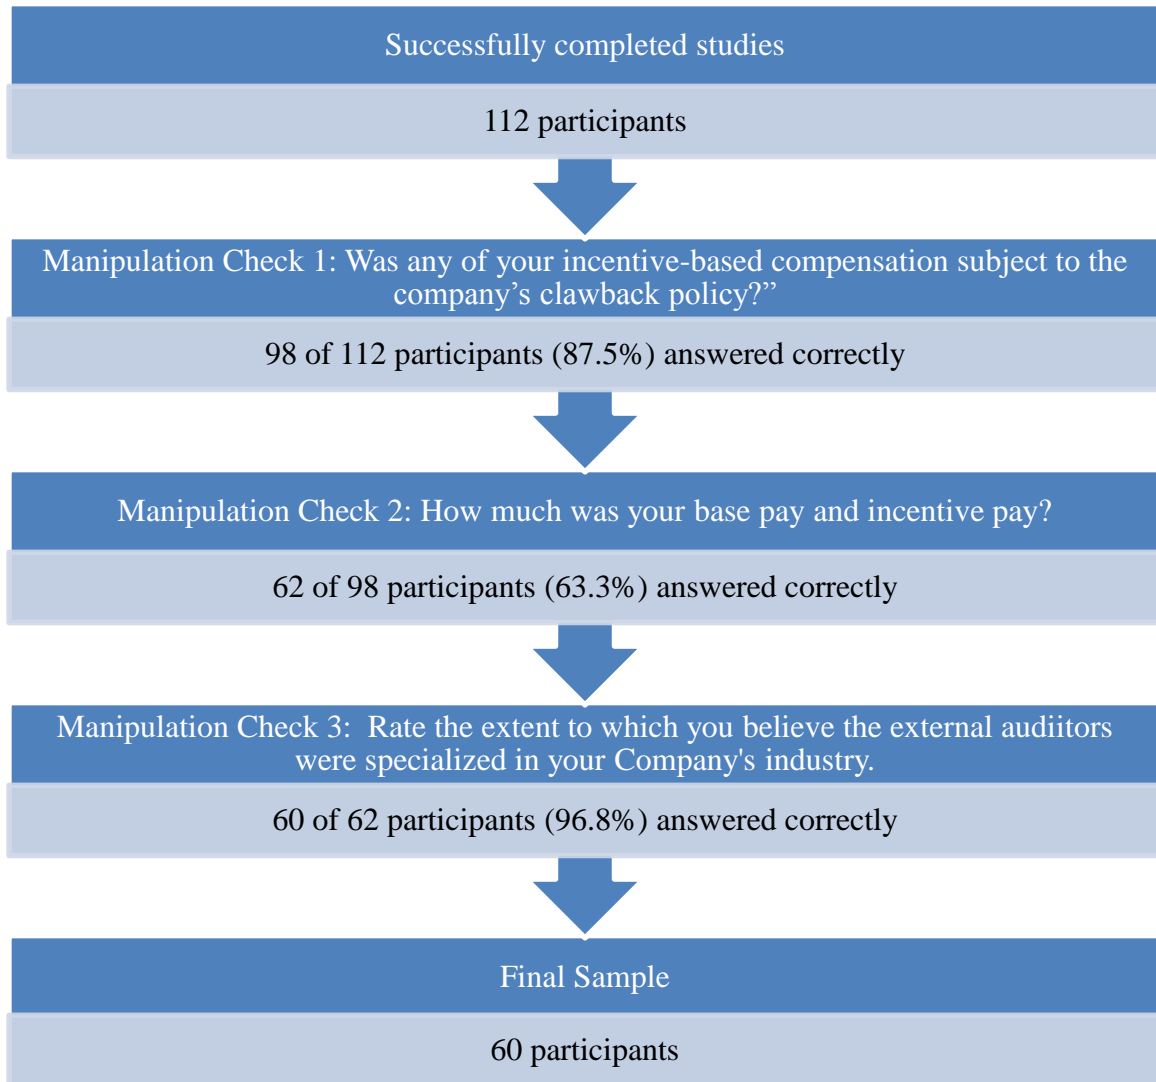 Successfully completed studies
112 participants
Manipulation Check 1: Was any of your incentive-based compensation subject to the
company’s clawback policy?”
98 of 112 participants (87.5%) answered correctly
Manipulation Check 2: How much was your base pay and incentive pay?
62 of 98 participants (63.3%) answered correctly
Manipulation Check 3:  Rate the extent to which you believe the external audiitors
were specialized in your Company's industry.
60 of 62 participants (96.8%) answered correctly
Final Sample
60 participants